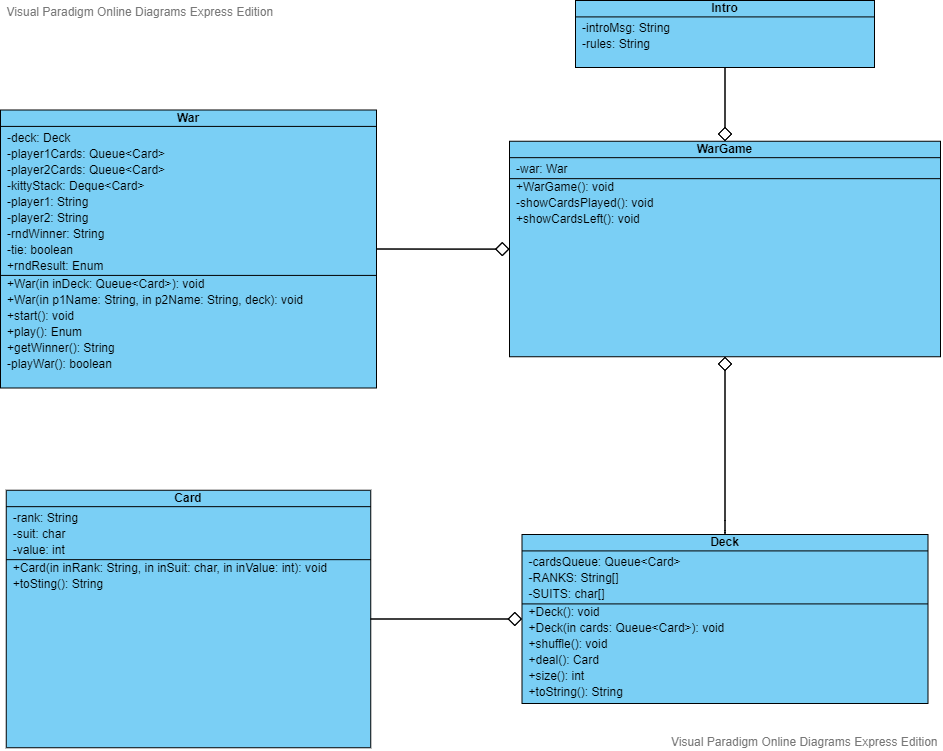 Visual Paradigm Online Diagrams Express Edition
Intro
-introMsg: String
-rules: String
War
-deck: Deck
-player1Cards: Queue<Card>
-player2Cards: Queue<Card>
-kittyStack: Deque<Card>
-player1: String
-player2: String
-rndWinner: String
-tie: boolean
+rndResult: Enum
+War(in inDeck: Queue<Card>): void
+War(in p1Name: String, in p2Name: String, deck): void
+start(): void
+play(): Enum
+getWinner(): String
-playWar(): boolean
WarGame
-war: War
+WarGame(): void
-showCardsPlayed(): void
+showCardsLeft(): void
Card
-rank: String
-suit: char
-value: int
+Card(in inRank: String, in inSuit: char, in inValue: int): void
+toSting(): String
Deck
-cardsQueue: Queue<Card>
-RANKS: String[]
-SUITS: char[]
+Deck(): void
+Deck(in cards: Queue<Card>): void
+shuffle(): void
+deal(): Card
+size(): int
+toString(): String
Visual Paradigm Online Diagrams Express Edition